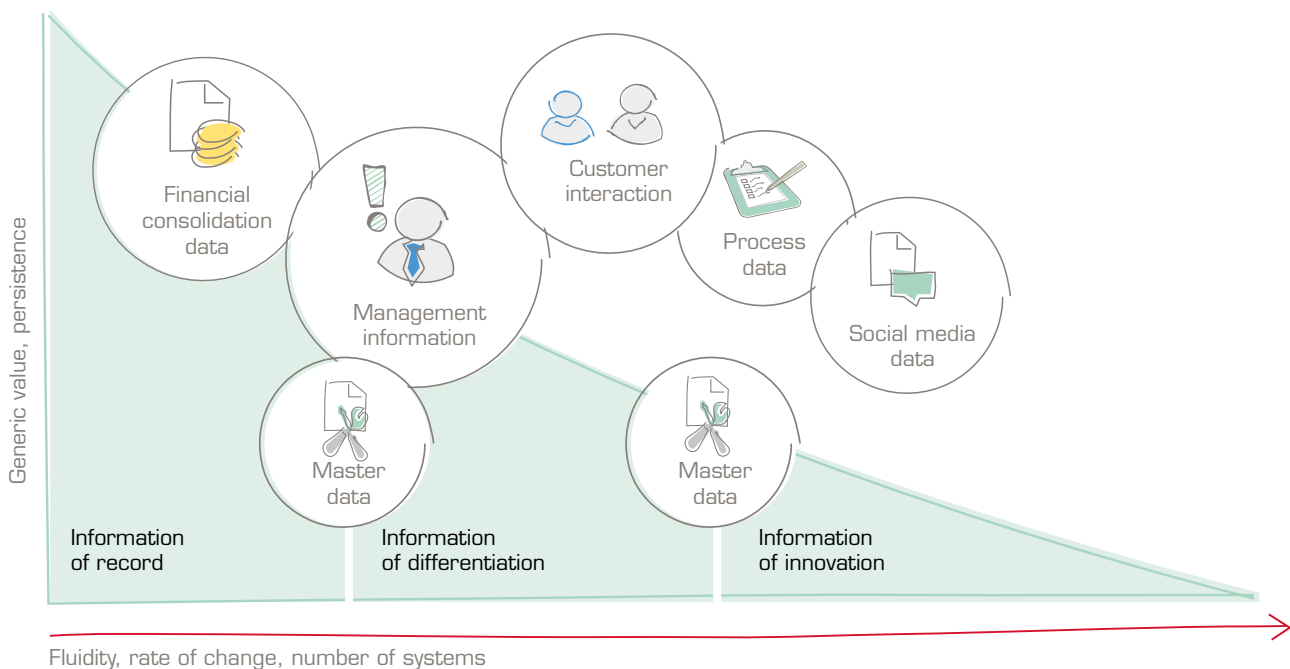 Generic value, persistence
Financial
consolidation
data
Management
information
Customer
interaction
Process
data
Social media
data
Master
data
Master
data
Information
of record
Information
of differentiation
Information
of innovation
Fluidity, rate of change, number of systems